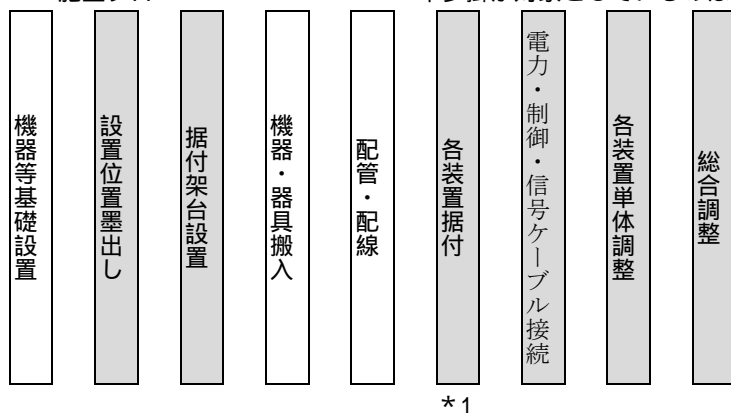 機器等基礎設置
設置位置墨出し
据付架台設置
機器・器具搬入
配管・配線
各装置据付
電力・制御・信号ケーブル接続
各装置単体調整
総合調整
*1